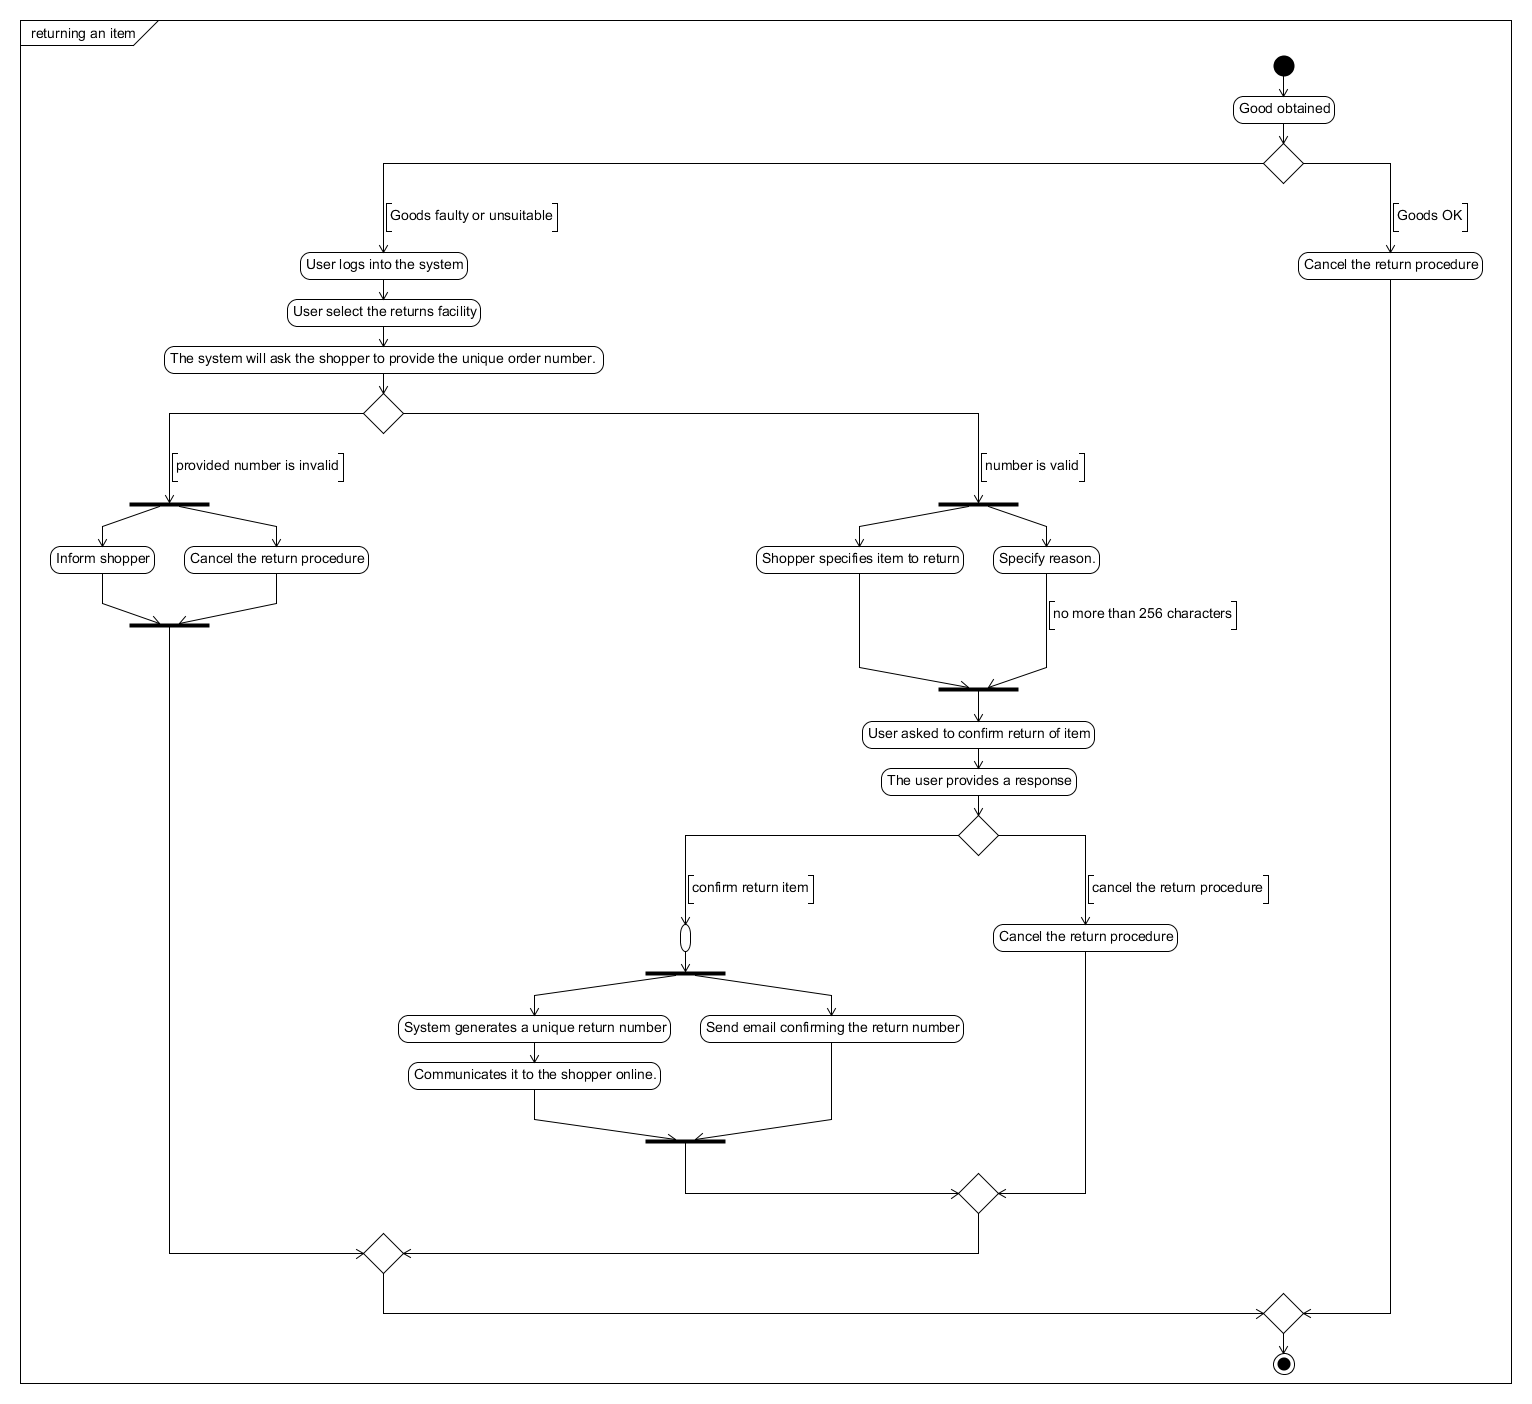 returning an item
Good obtained
Goods faulty or unsuitable
Goods OK
User logs into the system
Cancel the return procedure
User select the returns facility
The system will ask the shopper to provide the unique order number.
provided number is invalid
number is valid
Inform shopper
Cancel the return procedure
Shopper specifies item to return
Specify reason.
no more than 256 characters
User asked to confirm return of item
The user provides a response
confirm return item
cancel the return procedure
Cancel the return procedure
System generates a unique return number
Send email confirming the return number
Communicates it to the shopper online.